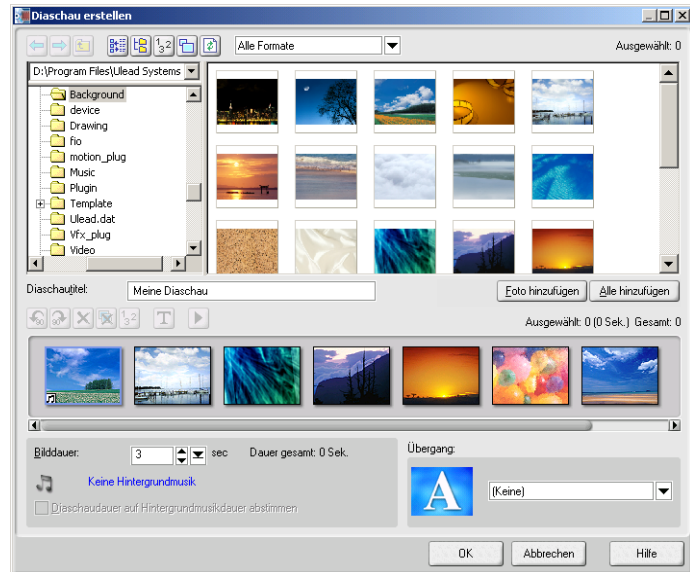 Diaschau erstellen
Alle Formate
Ausgewählt: 0
D:\Program Files\Ulead Systems
Background
device
Drawing
fio
motion_plug
Music
Plugin
Template
Ulead.dat
Vfx_plug
Video
Diaschautitel:
Meine Diaschau
Foto hinzufügen
Alle hinzufügen
Ausgewählt: 0 (0 Sek.) Gesamt: 0
Bilddauer:
3
sec
Dauer gesamt: 0 Sek.
Keine Hintergrundmusik
Diaschaudauer auf Hintergrundmusikdauer abstimmen
Übergang:
A
(Keine)
OK
Abbrechen
Hilfe